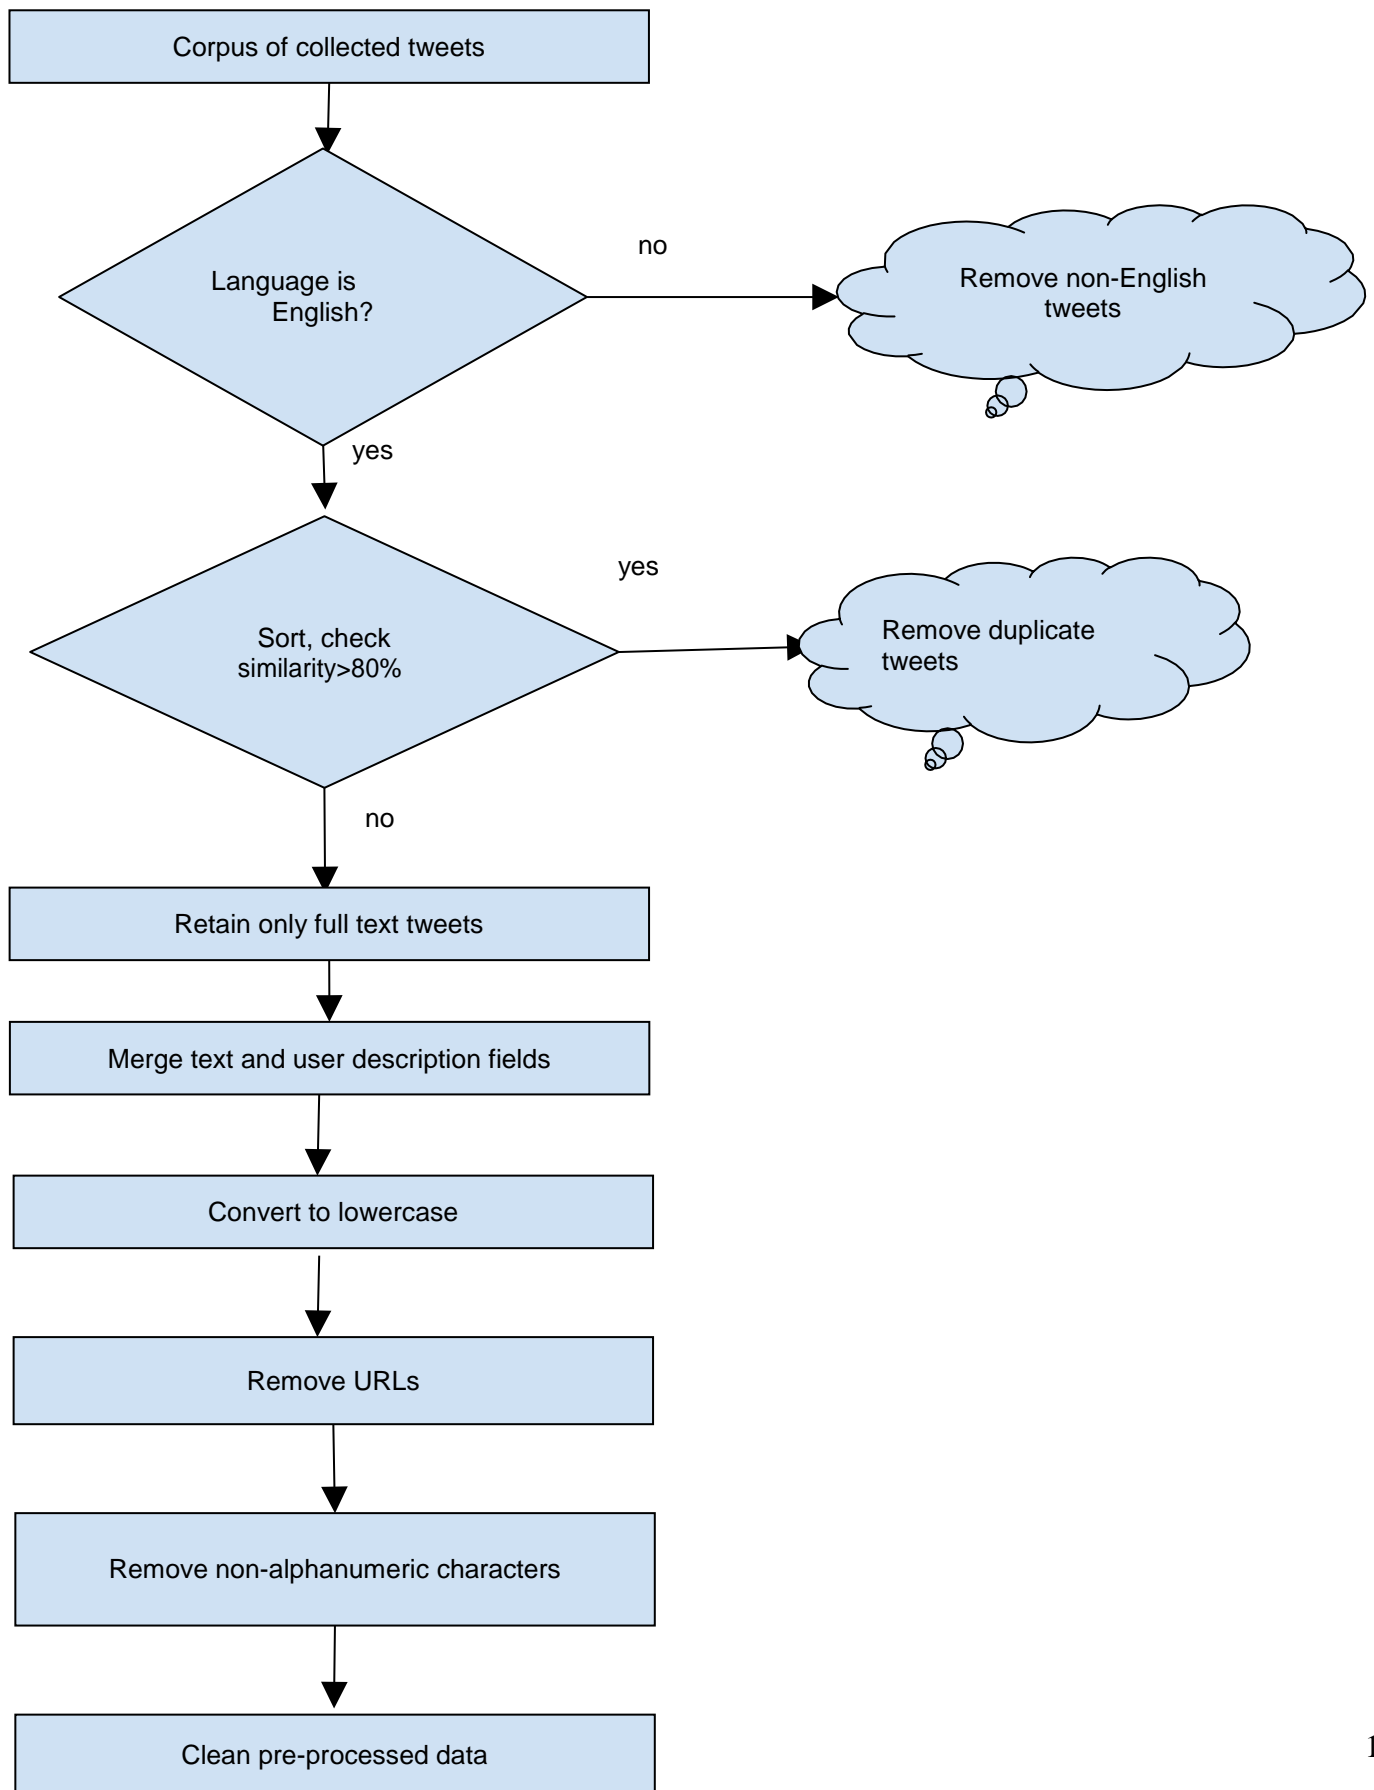 Corpus of collected tweets
Language is
English?
no
Remove non-English
tweets
yes
Sort, check
similarity>80%
yes
Remove duplicate
tweets
no
Retain only full text tweets
Merge text and user description fields
Convert to lowercase
Remove URLs
Remove non-alphanumeric characters
Clean pre-processed data
1